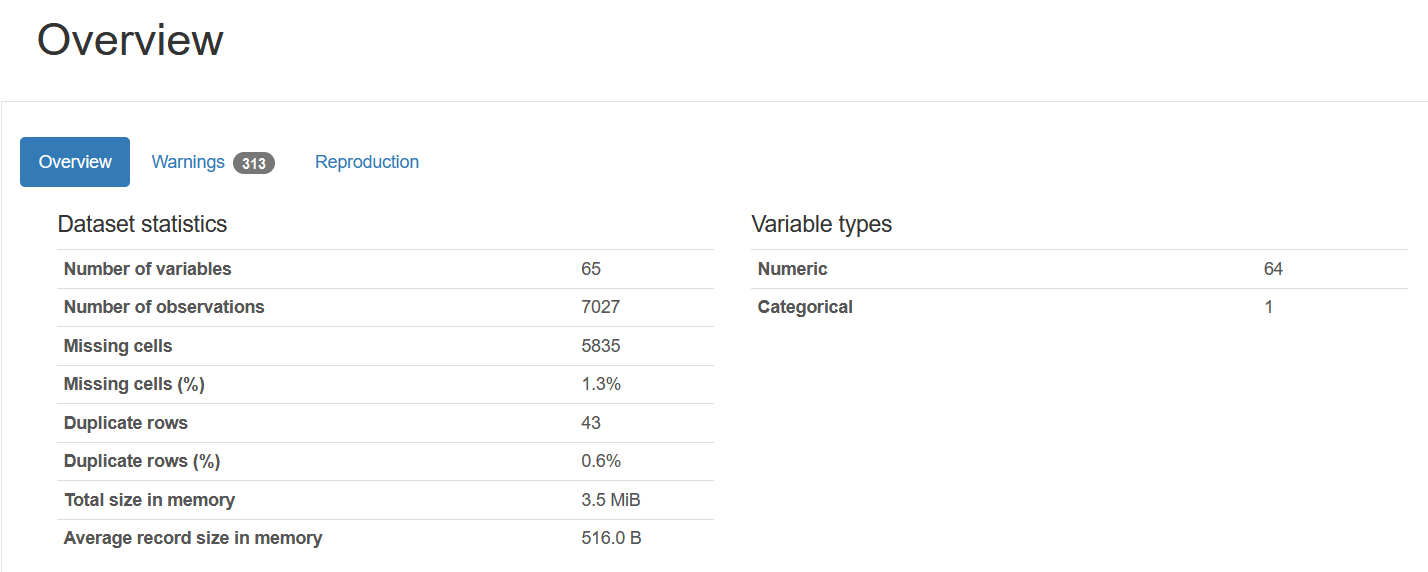 Overview
Overview Warnings 313 Reproduction
Dataset statistics
Number of variables 65
Number of observations 7027
Missing cells 5835
Missing cells (%) 1.3%
Duplicate rows 43
Duplicate rows (%) 0.6%
Total size in memory 3.5 MiB
Average record size in memory 516.0 B
Variable types
Numeric 64
Categorical 1